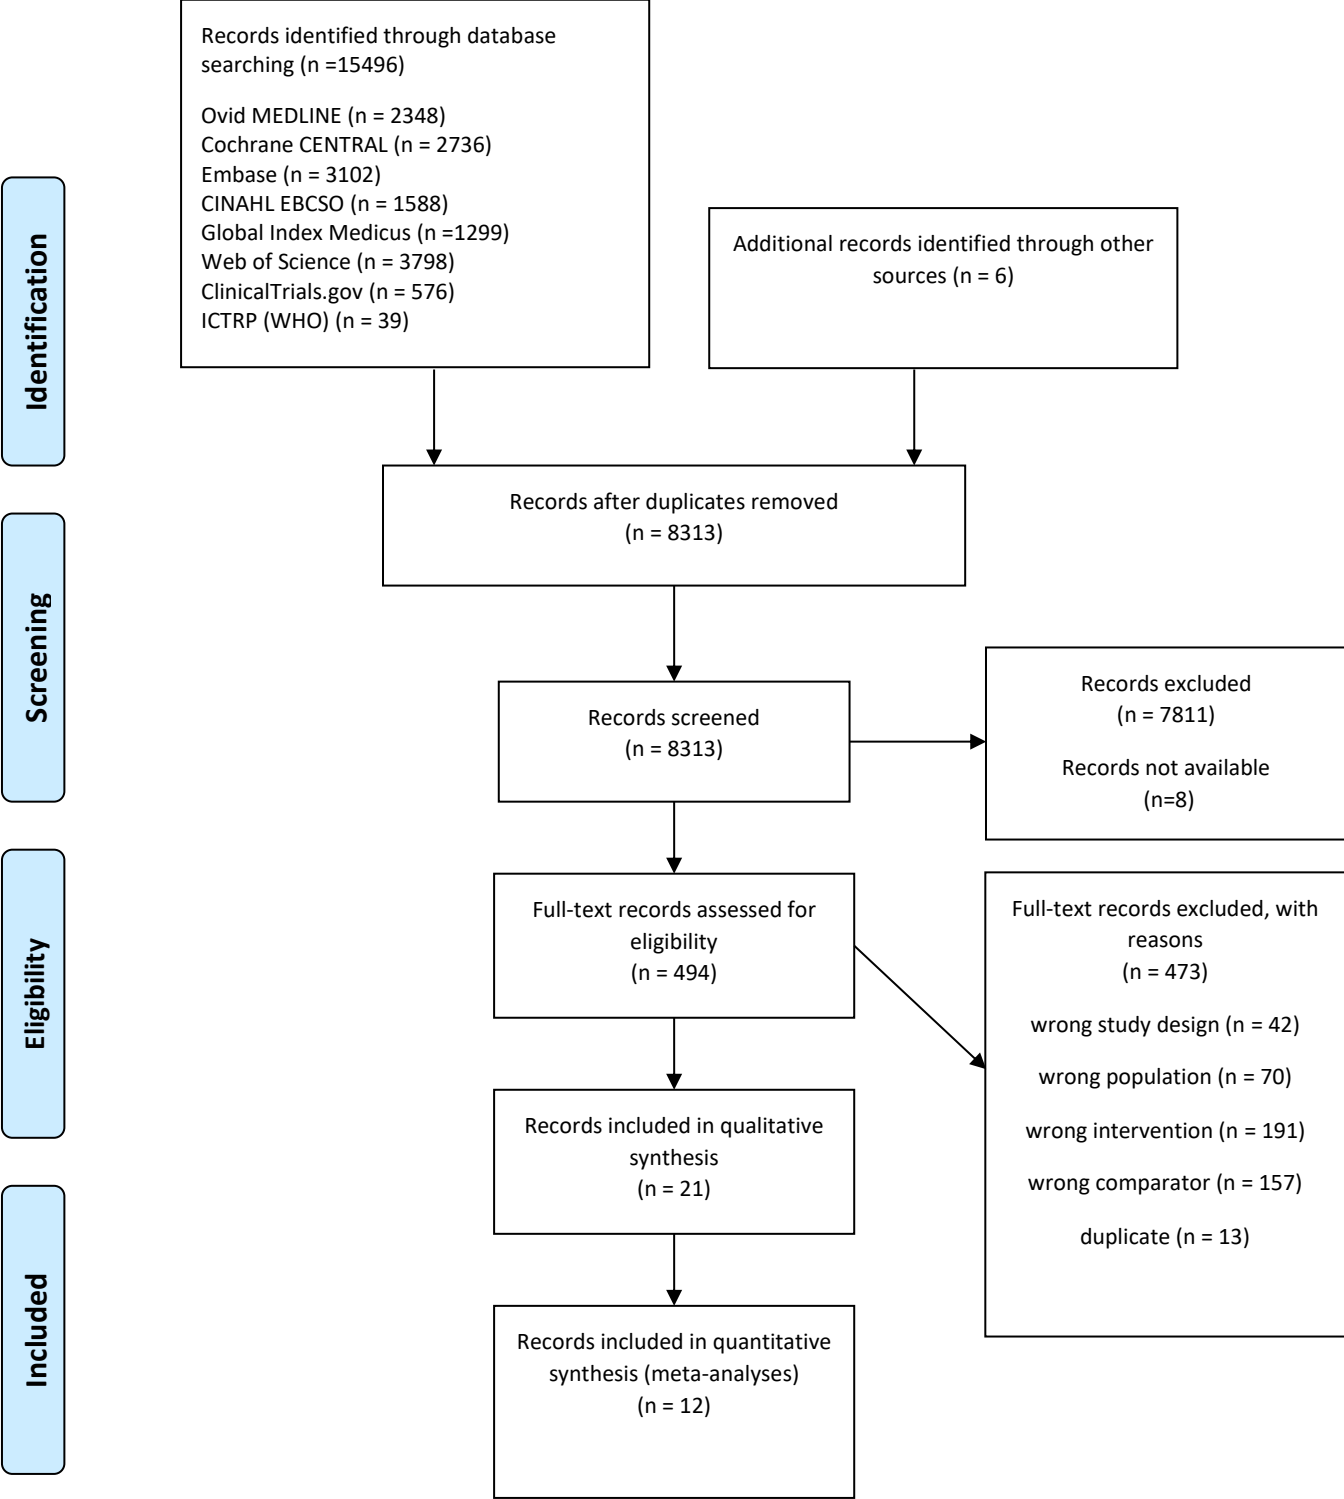 Records identified through database
searching (n =15496)
Ovid MEDLINE (n = 2348)
Cochrane CENTRAL (n = 2736)
Embase (n = 3102)
CINAHL EBCSO (n = 1588)
Global Index Medicus (n =1299)
Web of Science (n = 3798)
ClinicalTrials.gov (n = 576)
ICTRP (WHO) (n = 39)
Additional records identified through other
sources (n = 6)
Identification
Records after duplicates removed
(n = 8313)
Screening
Records screened
(n = 8313)
Records excluded
(n = 7811)
Records not available
(n=8)
Eligibility
Full-text records assessed for
eligibility
(n = 494)
Full-text records excluded, with
reasons
(n = 473)
wrong study design (n = 42)
wrong population (n = 70)
wrong intervention (n = 191)
wrong comparator (n = 157)
duplicate (n = 13)
Records included in qualitative
synthesis
(n = 21)
Included
Records included in quantitative
synthesis (meta-analyses)
(n = 12)